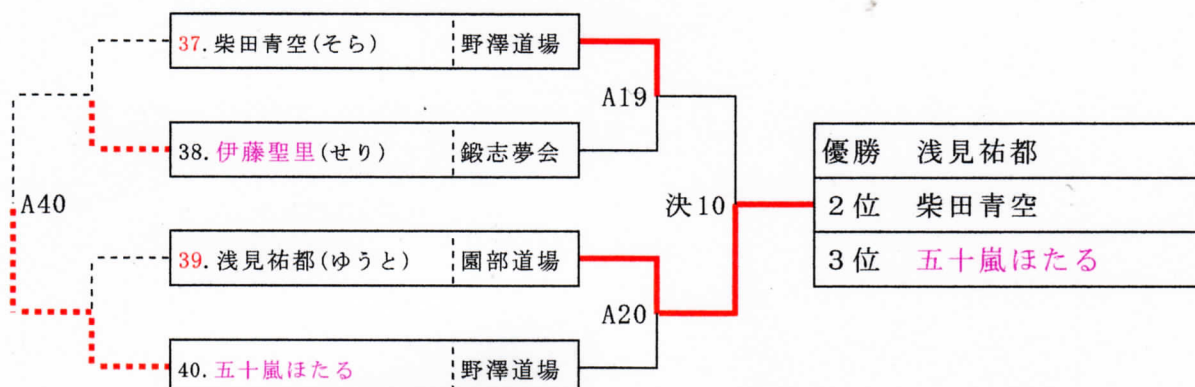 37.柴田青空(そら) 野澤道場
A19
38.伊藤聖里(せり) 鍛志夢会
A40
決10
39.浅見祐都(ゆうと) 園部道場
A20
40.五十嵐ほたる 野澤道場
優勝 浅見祐都
2位 柴田青空
3位 五十嵐ほたる